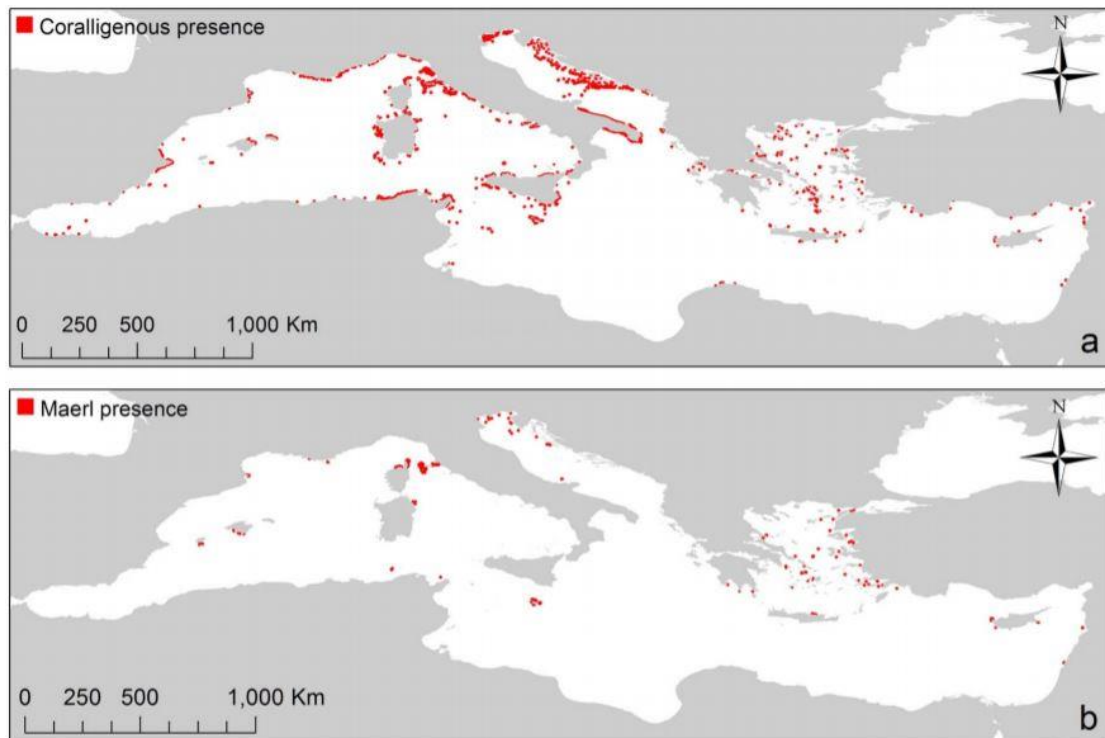 Coralligenous presence
N
0 250 500 1,000 Km
a
Maerl presence
N
0 250 500 1,000 Km
b